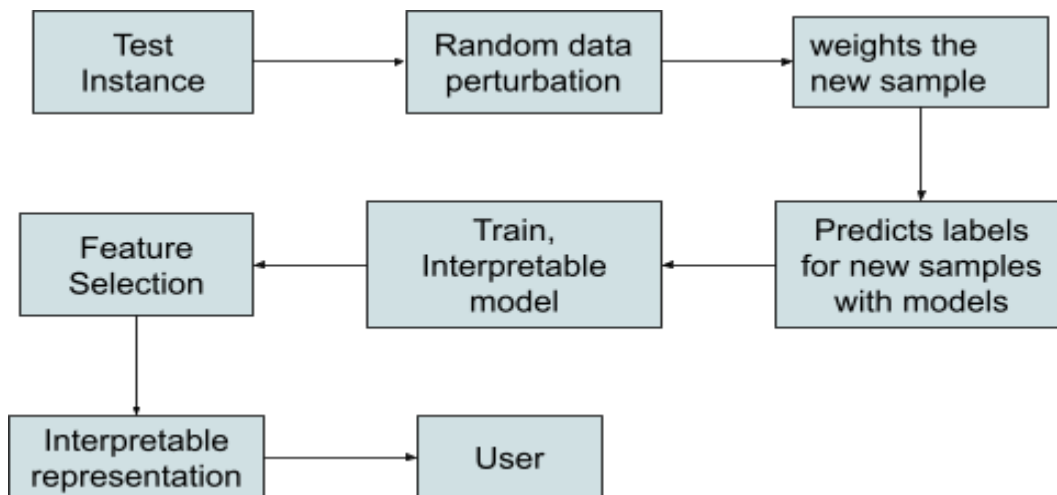 Test
Instance
Random data
perturbation
weights the
new sample
Predicts labels
for new samples
with models
Train,
Interpretable
model
Feature
Selection
Interpretable
representation
User